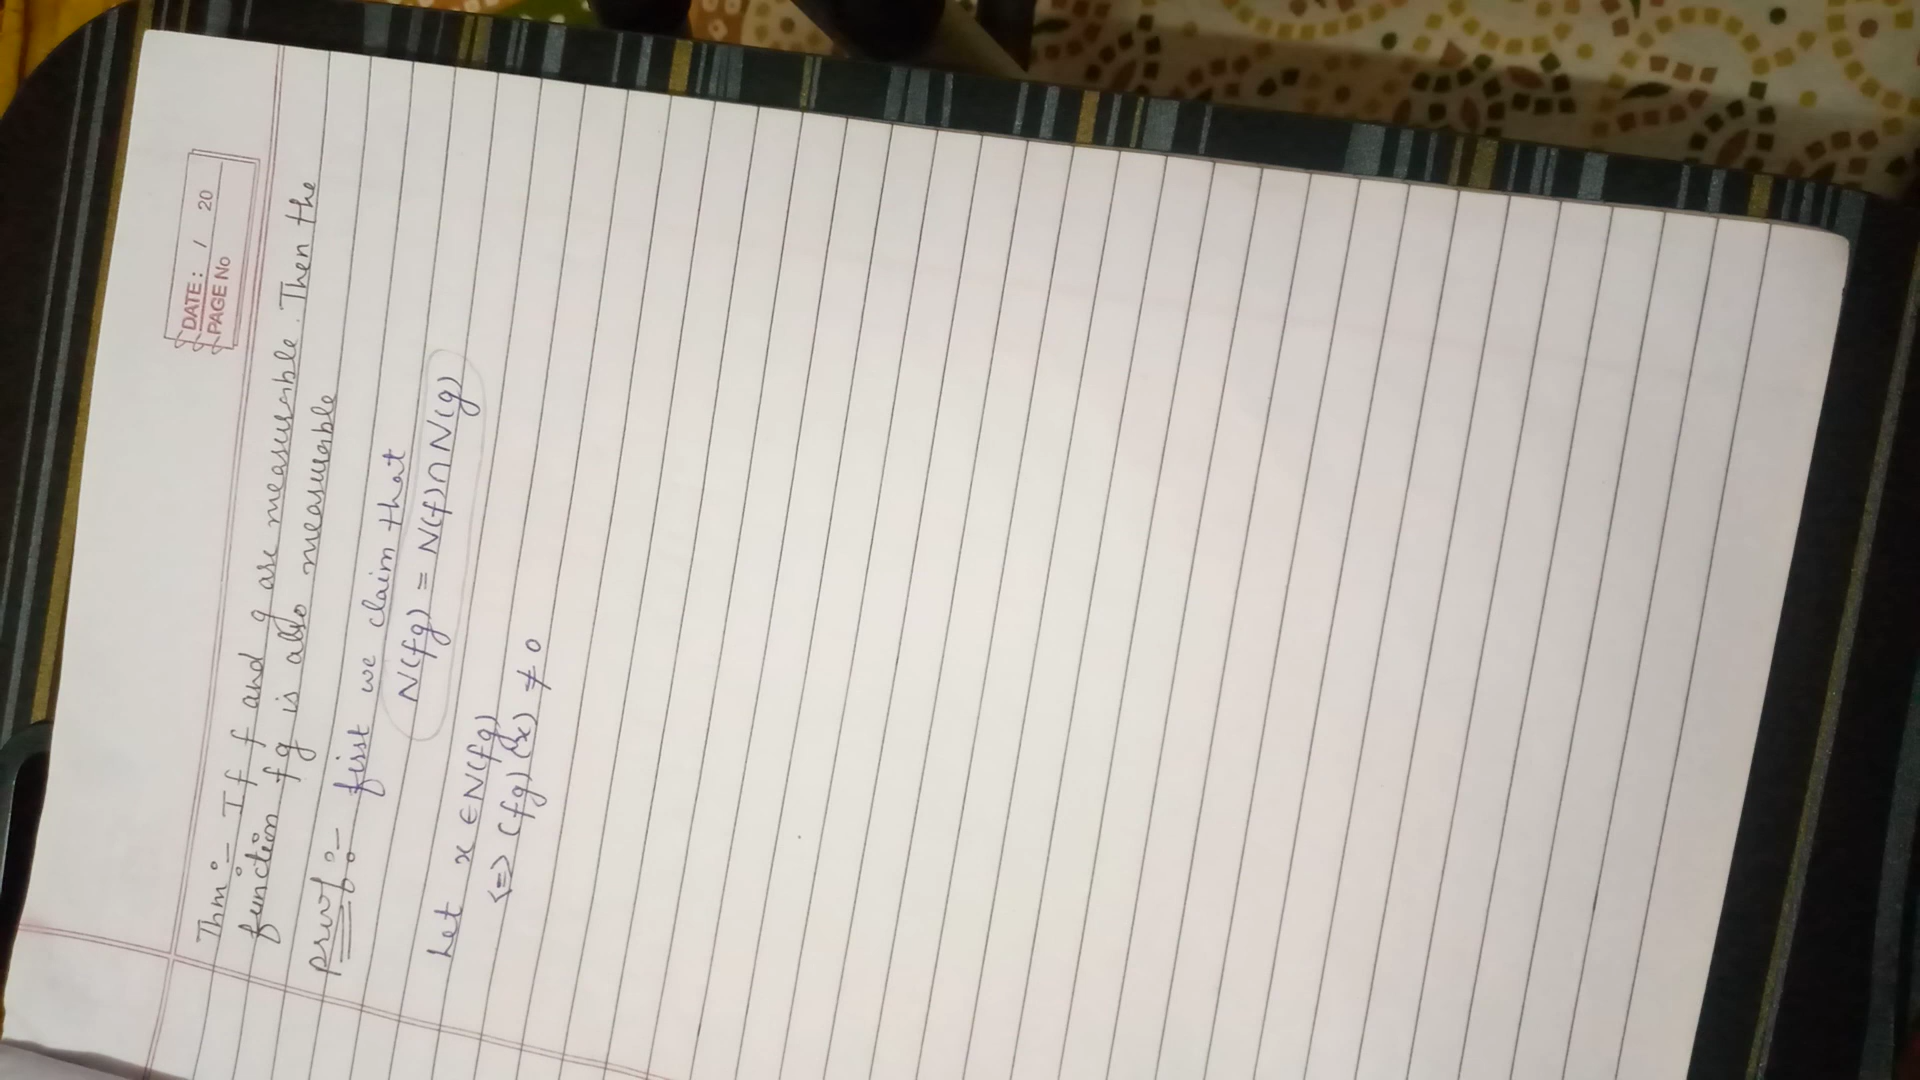 DATE: / 20
PAGE No
Thm:- If f and g are measurable. Then the
function fg is also measurable
proof:- first we claim that
N(fg) = N(f) ∩ N(g)
Let x ∈ N(fg)
<=> (fg)(x) ≠ 0